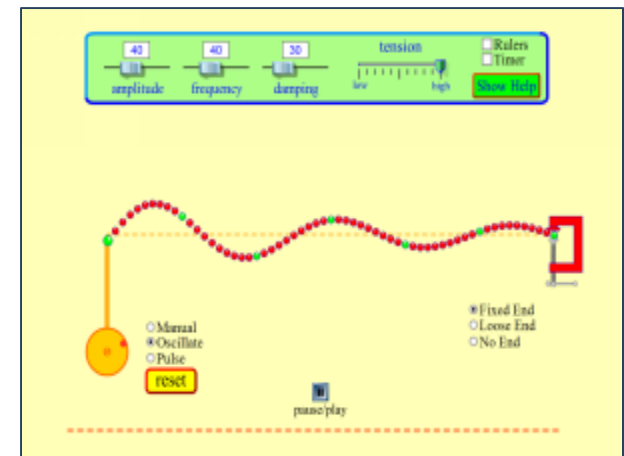 40 40 30 tension Rulers
Timer
amplitude frequency damping low high Show Help
Fixed End
Manual Loose End
Oscillate No End
Pulse
reset
pause/play